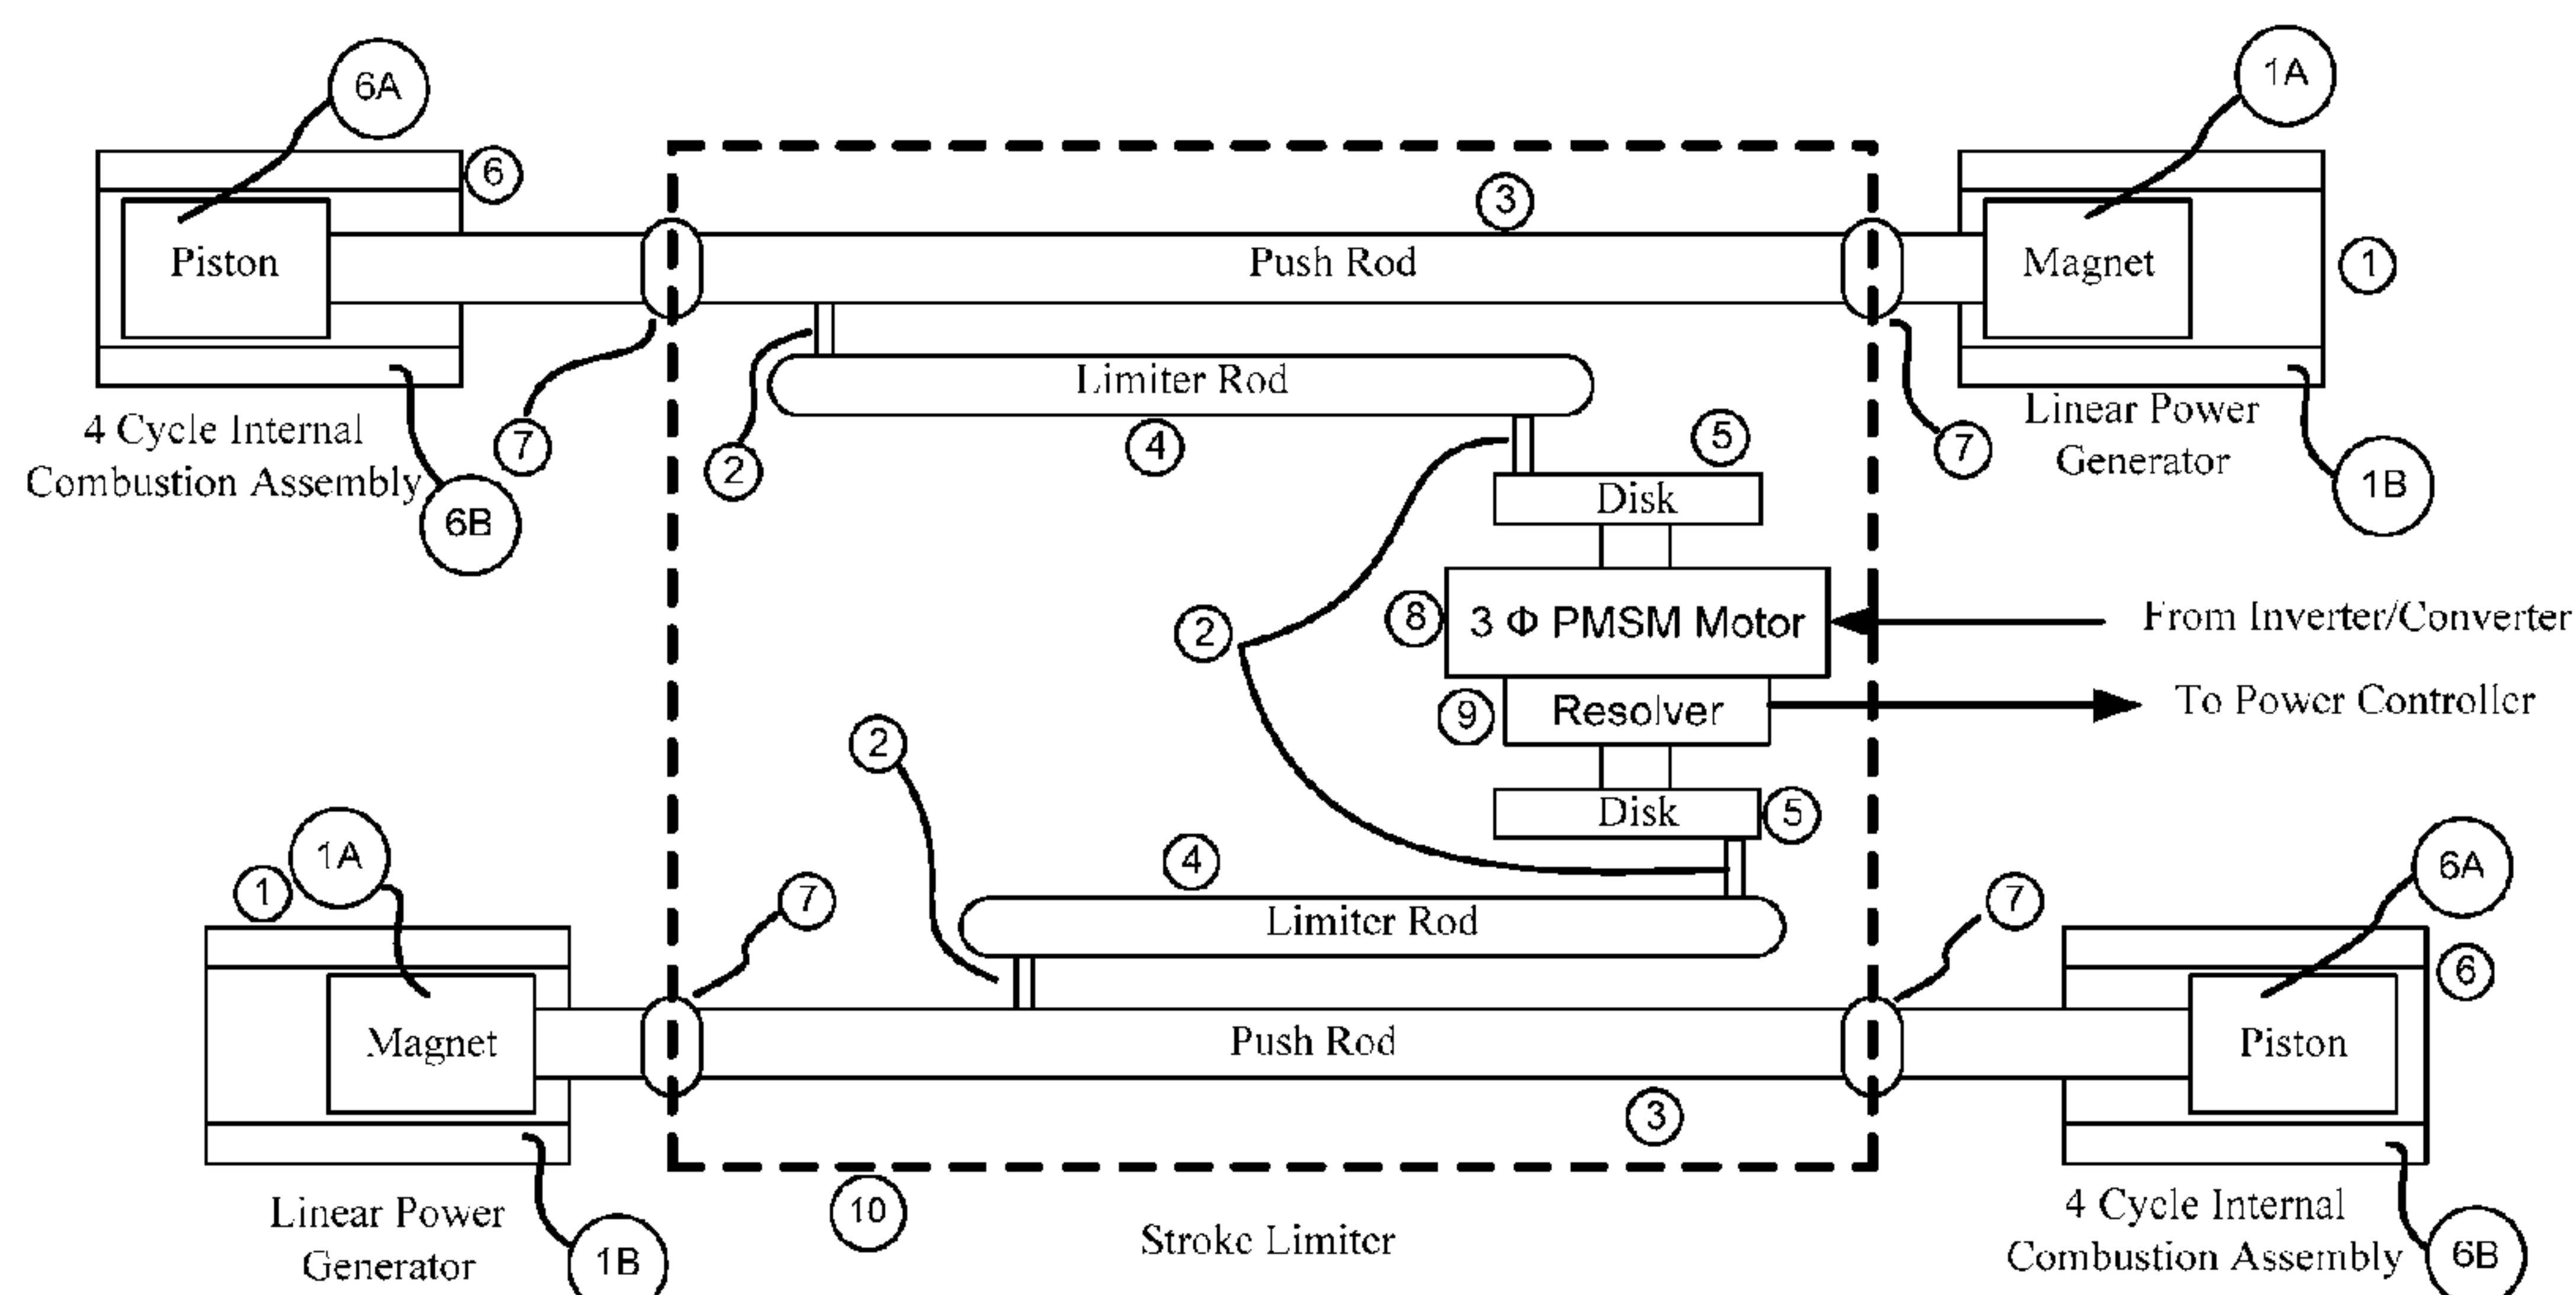 6A
1A
6
3
Piston
Push Rod
Magnet
1
Limiter Rod
4 Cycle Internal
Combustion Assembly
7
2
4
5
7
Linear Power
Generator
1B
6B
Disk
2
8
3 Φ PMSM Motor
From Inverter/Converter
9
Resolver
To Power Controller
2
1
1A
7
4
Disk
5
7
6A
Limiter Rod
6
Magnet
Push Rod
Piston
3
10
Stroke Limiter
Linear Power
Generator
1B
4 Cycle Internal
Combustion Assembly
6B